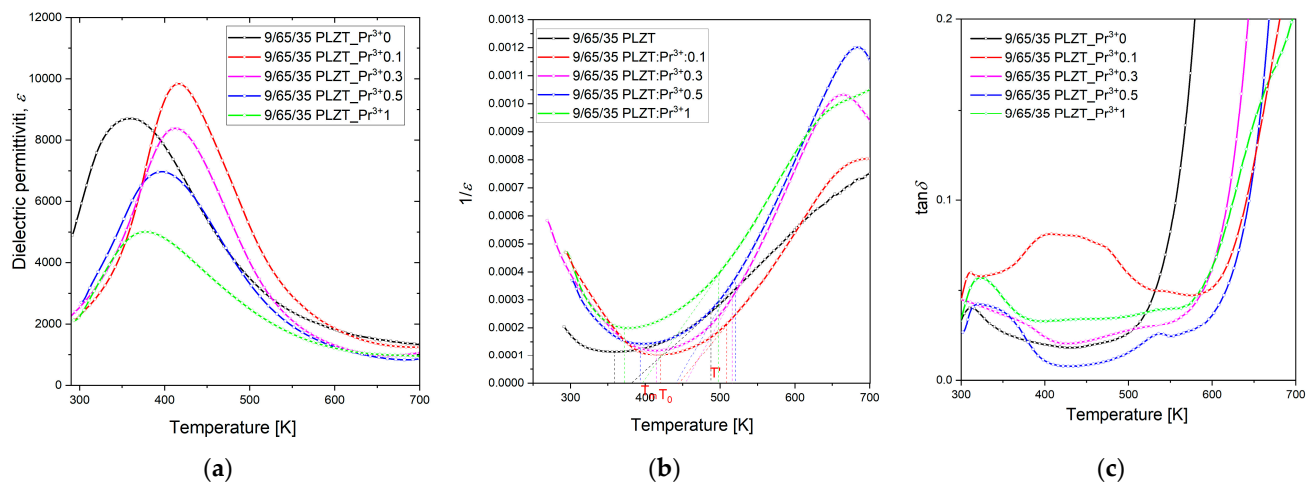 12000
10000
8000
6000
4000
2000
0
300 400 500 600 700
Dielectric permittiviti, ε
Temperature [K]
9/65/35 PLZT_Pr³⁺0
9/65/35 PLZT_Pr³⁺0.1
9/65/35 PLZT_Pr³⁺0.3
9/65/35 PLZT_Pr³⁺0.5
9/65/35 PLZT_Pr³⁺1
(a)
0.0013
0.0012
0.0011
0.0010
0.0009
0.0008
0.0007
0.0006
0.0005
0.0004
0.0003
0.0002
0.0001
0.0000
300 400 500 600 700
1/ε
Temperature [K]
9/65/35 PLZT
9/65/35 PLZT:Pr³⁺:0.1
9/65/35 PLZT:Pr³⁺0.3
9/65/35 PLZT:Pr³⁺0.5
9/65/35 PLZT:Pr³⁺1
Tₘ T₀
(b)
0.2
0.1
0.0
300 400 500 600 700
tanδ
Temperature [K]
9/65/35 PLZT_Pr³⁺0
9/65/35 PLZT_Pr³⁺0.1
9/65/35 PLZT_Pr³⁺0.3
9/65/35 PLZT_Pr³⁺0.5
9/65/35 PLZT_Pr³⁺1
(c)